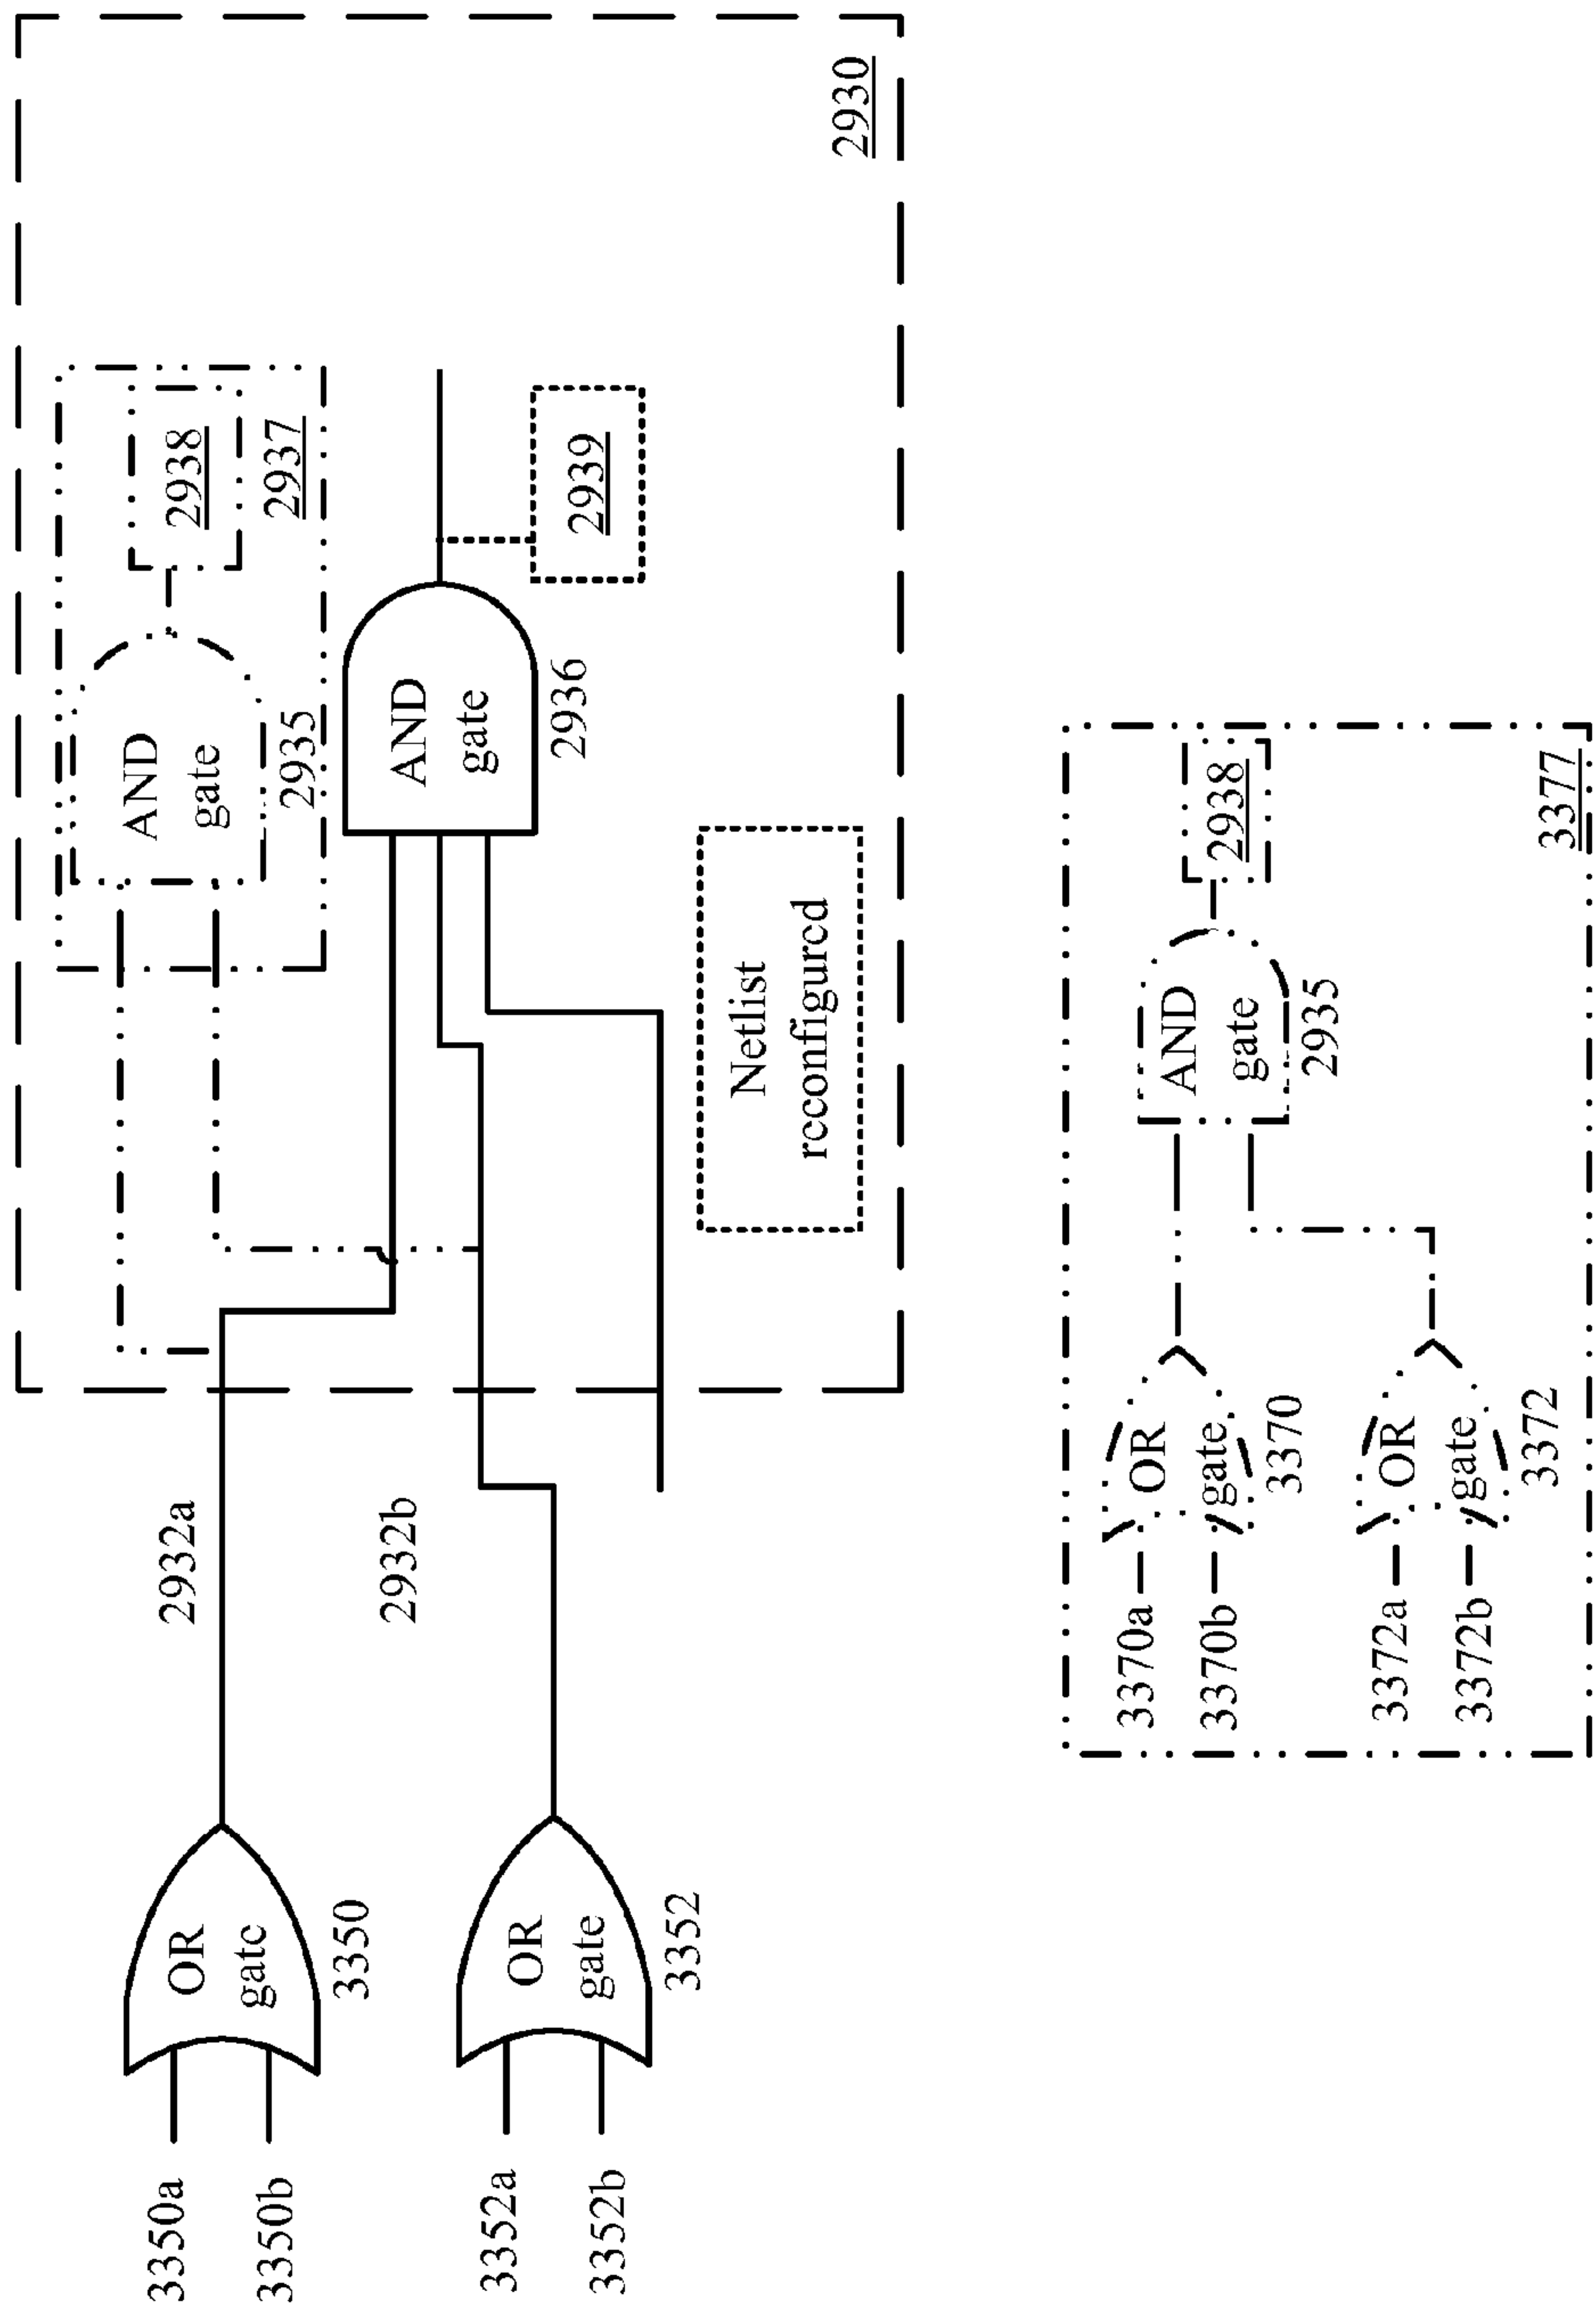 3350a
3350b
OR
gate
3350
3352a
3352b
OR
gate
3352
2932a
2932b
AND
gate
2935
2938
2937
AND
gate
2936
2939
Netlist
reconfigured
2930
3370a
3370b
OR
gate
3370
3372a
3372b
OR
gate
3372
AND
gate
2935
2938
3377